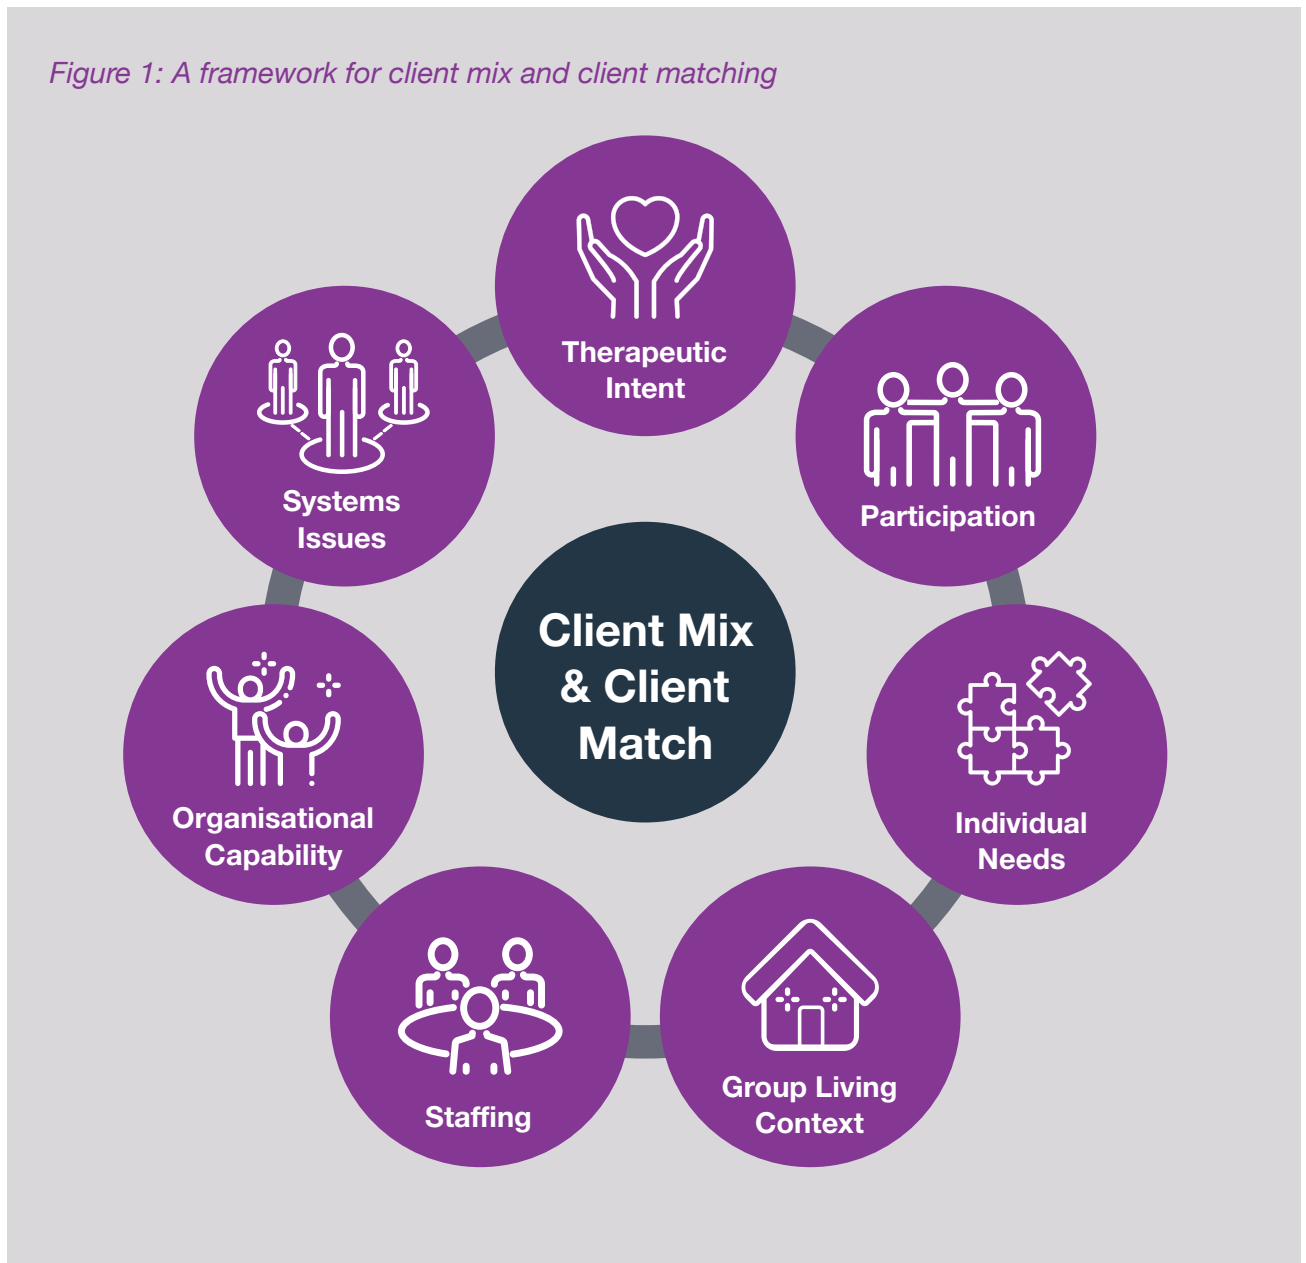 Figure 1: A framework for client mix and client matching
Therapeutic
Intent
Participation
Individual
Needs
Group Living
Context
Staffing
Organisational
Capability
Systems
Issues
Client Mix
& Client
Match